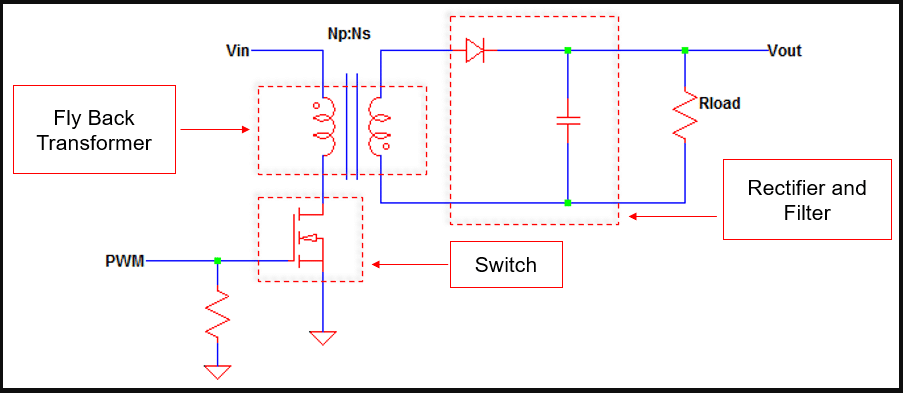 Np:Ns
Vin
Vout
Fly Back
Transformer
Rload
Rectifier and
Filter
PWM
Switch